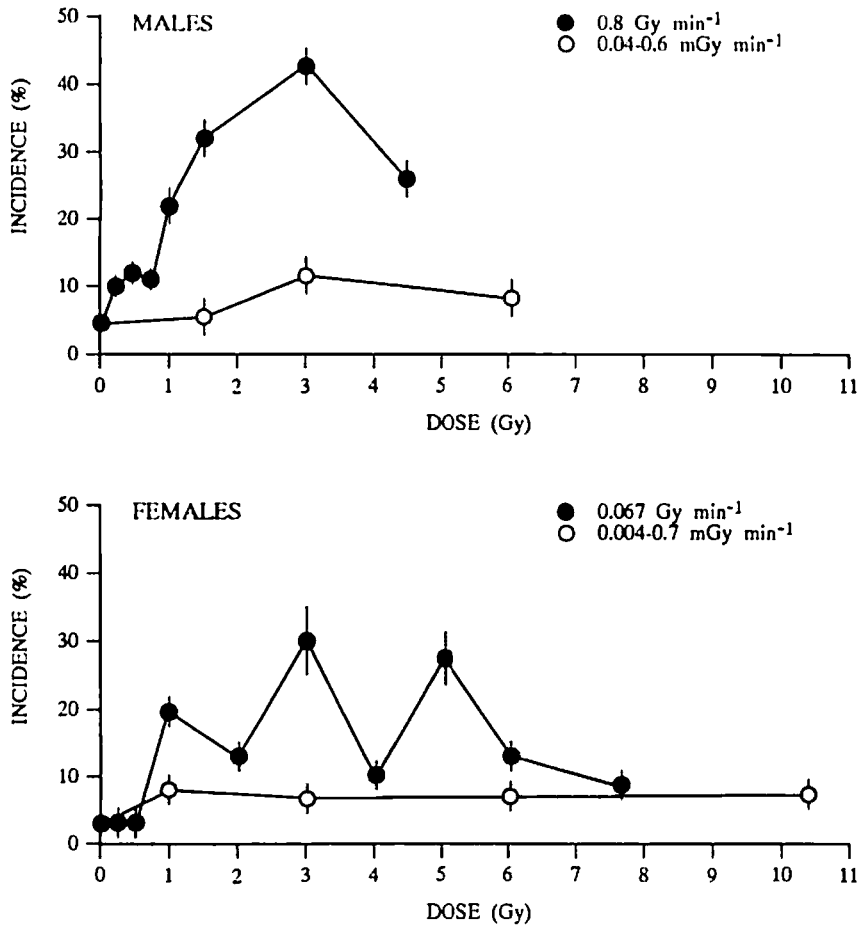 MALES
0.8 Gy min-1
0.04-0.6 mGy min-1
INCIDENCE (%)
50
40
30
20
10
0
0 1 2 3 4 5 6 7 8 9 10 11
DOSE (Gy)
FEMALES
0.067 Gy min-1
0.004-0.7 mGy min-1
INCIDENCE (%)
50
40
30
20
10
0
0 1 2 3 4 5 6 7 8 9 10 11
DOSE (Gy)